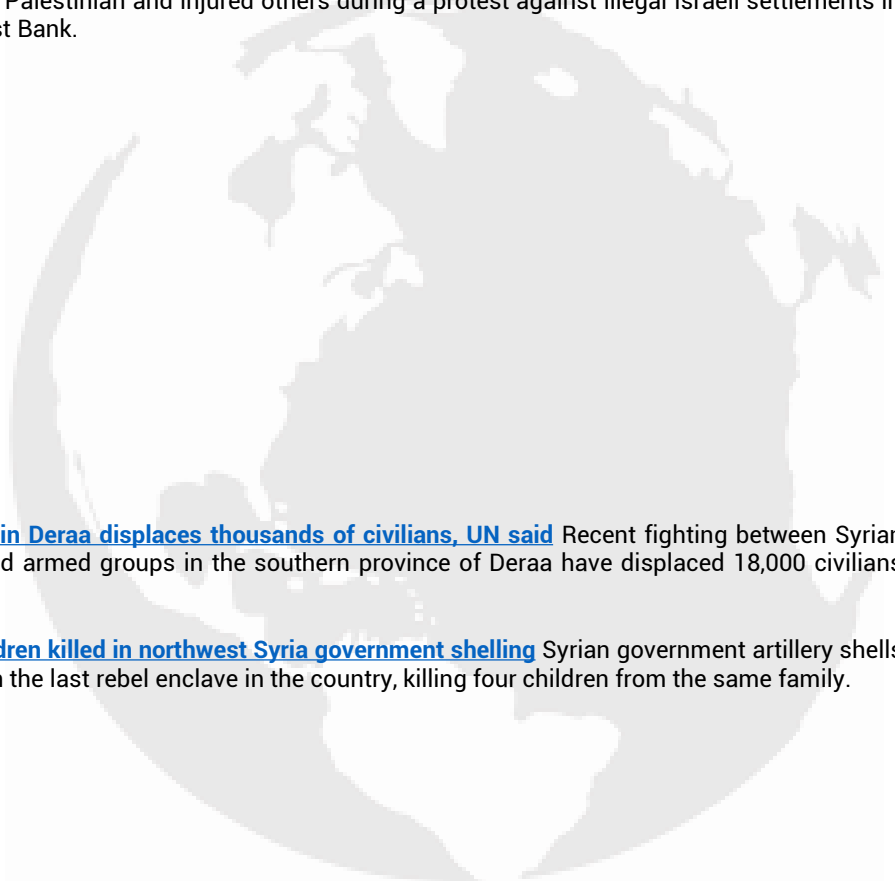 Palestinian and injured others during a protest against illegal Israeli settlements in
st Bank.
in Deraa displaces thousands of civilians, UN said Recent fighting between Syrian
d armed groups in the southern province of Deraa have displaced 18,000 civilians
dren killed in northwest Syria government shelling Syrian government artillery shells
the last rebel enclave in the country, killing four children from the same family.